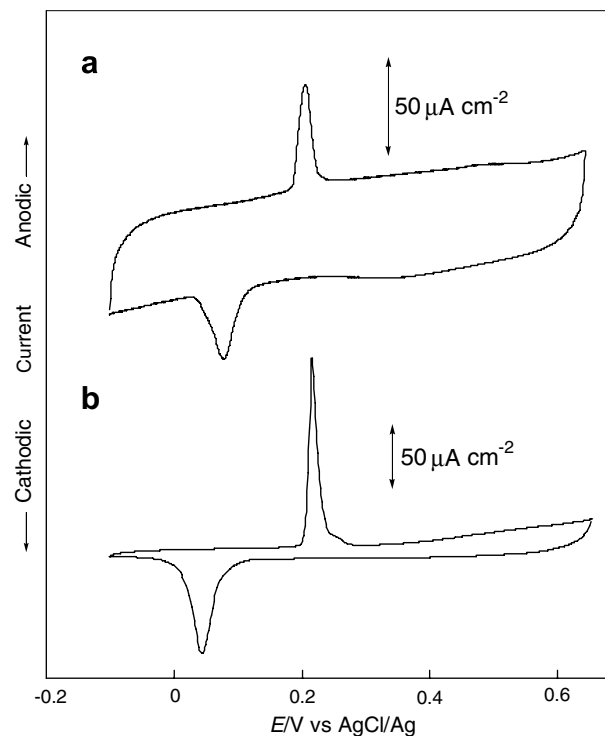 a
50 μA cm⁻²
Anodic
Current
Cathodic
b
50 μA cm⁻²
-0.2 0 0.2 0.4 0.6
E/V vs AgCl/Ag